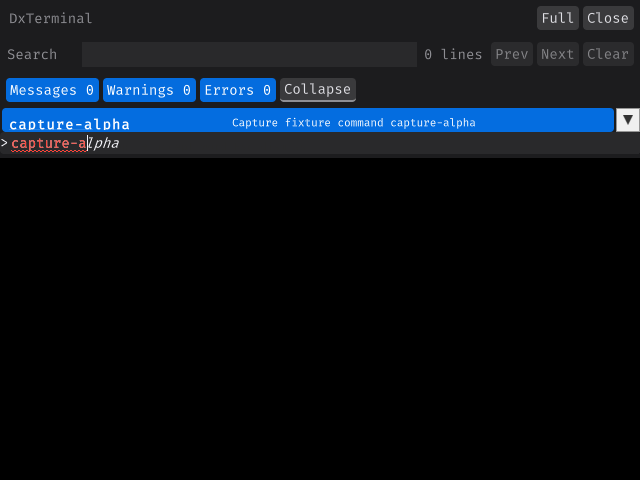 DxTerminal Full Close
Search 0 lines Prev Next Clear
Messages 0 Warnings 0 Errors 0 Collapse
capture-alpha Capture fixture command capture-alpha ▼
>capture-alpha